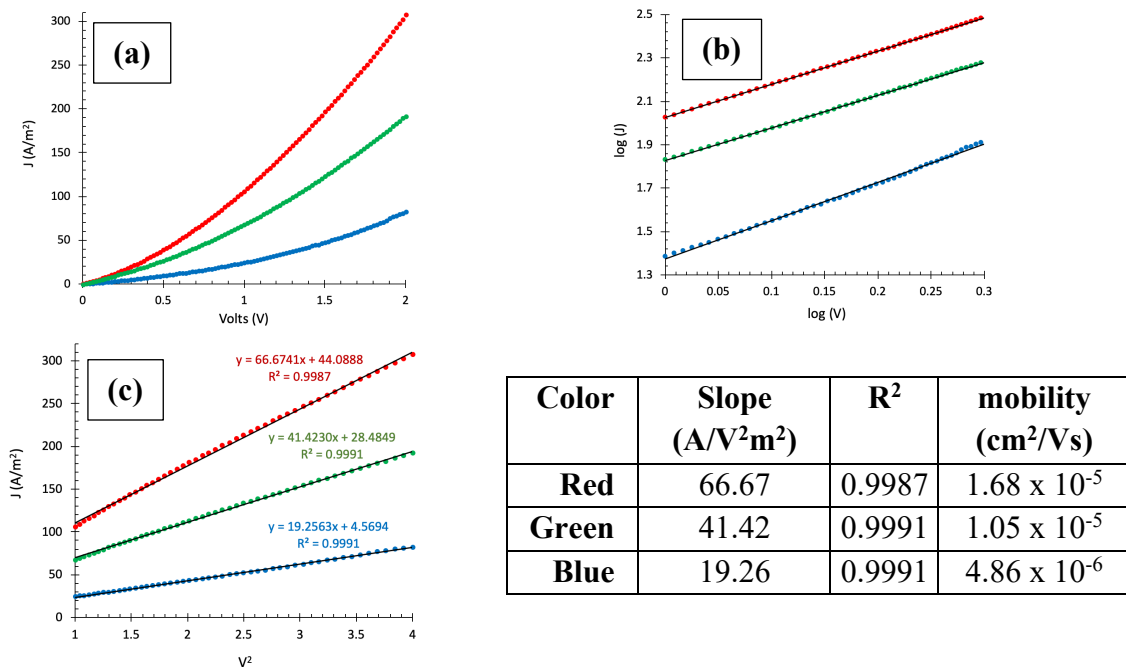 (a)
300
250
200
150
100
50
0
J (A/m²)
0 0.5 1 1.5 2
Volts (V)
(b)
2.5
2.3
2.1
1.9
1.7
1.5
1.3
log (J)
0 0.05 0.1 0.15 0.2 0.25 0.3
log (V)
(c)
300
250
200
150
100
50
0
J (A/m²)
y = 66.6741x + 44.0888
R² = 0.9987
y = 41.4230x + 28.4849
R² = 0.9991
y = 19.2563x + 4.5694
R² = 0.9991
1 1.5 2 2.5 3 3.5 4
V²
Color Slope R² mobility
(A/V²m²) (cm²/Vs)
Red 66.67 0.9987 1.68 x 10⁻⁵
Green 41.42 0.9991 1.05 x 10⁻⁵
Blue 19.26 0.9991 4.86 x 10⁻⁶